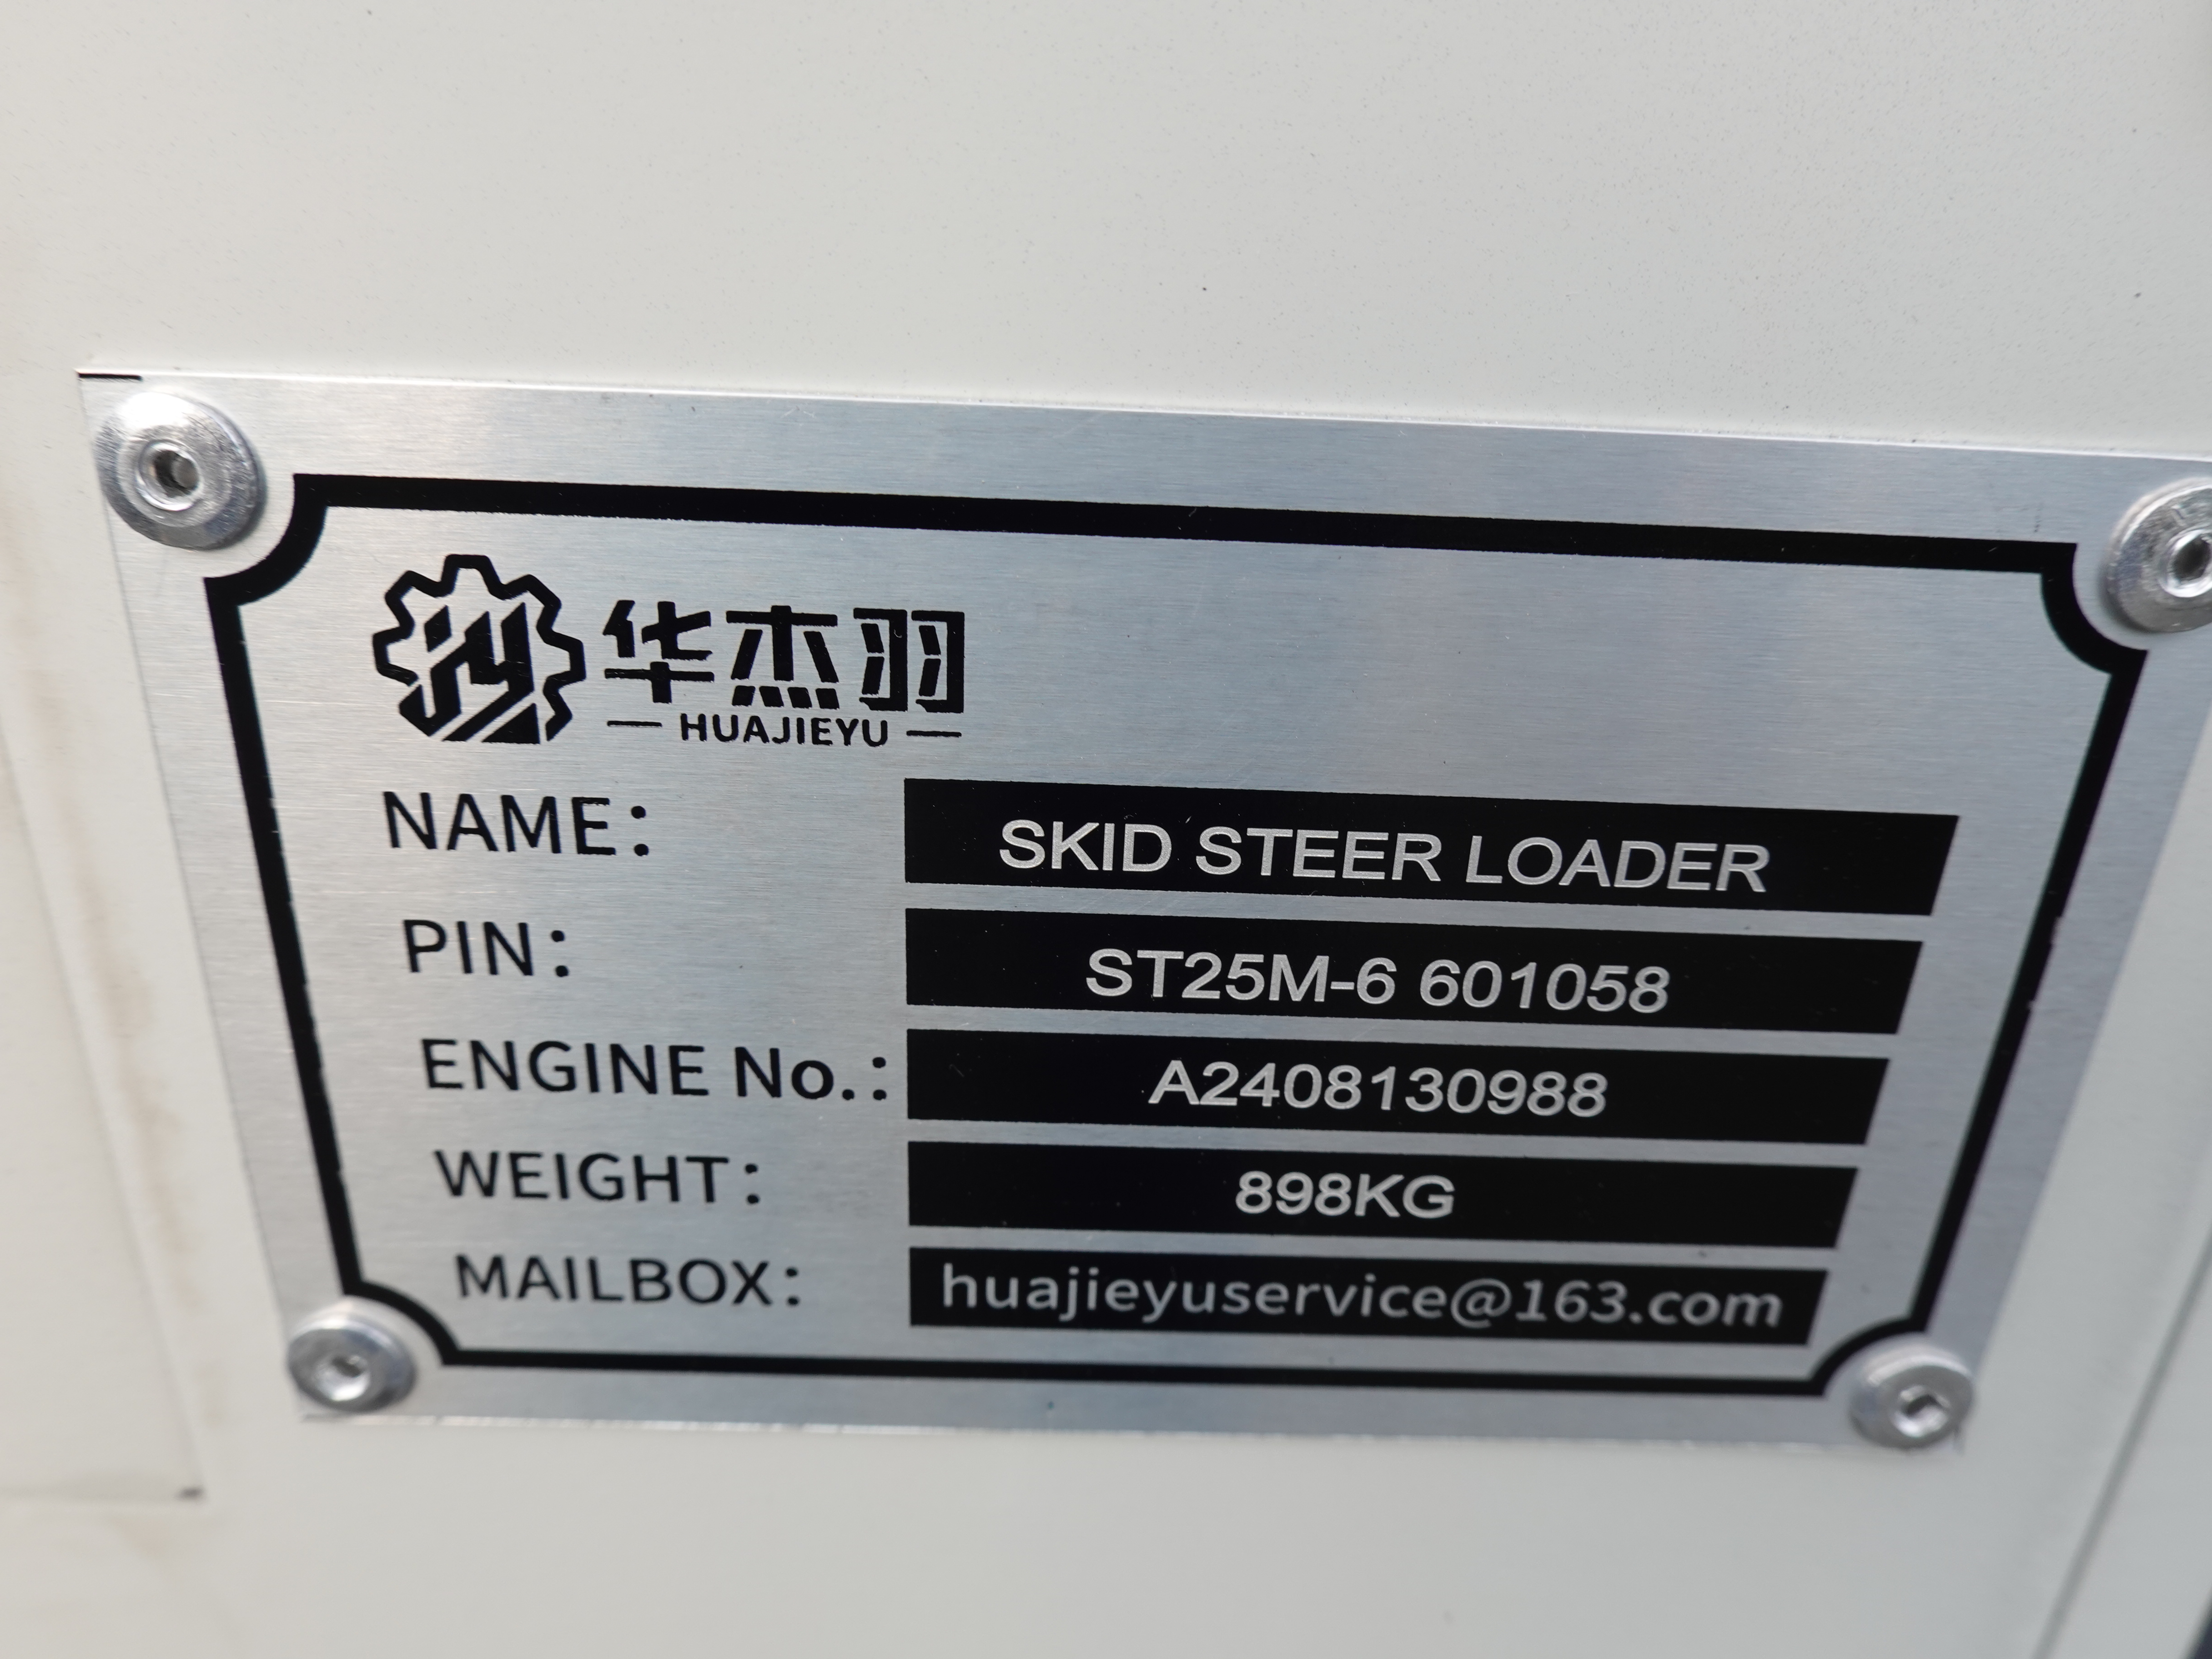 华杰羽
HUAJIEYU
NAME: SKID STEER LOADER
PIN: ST25M-6 601058
ENGINE No.: A2408130988
WEIGHT: 898KG
MAILBOX: huajieyuservice@163.com